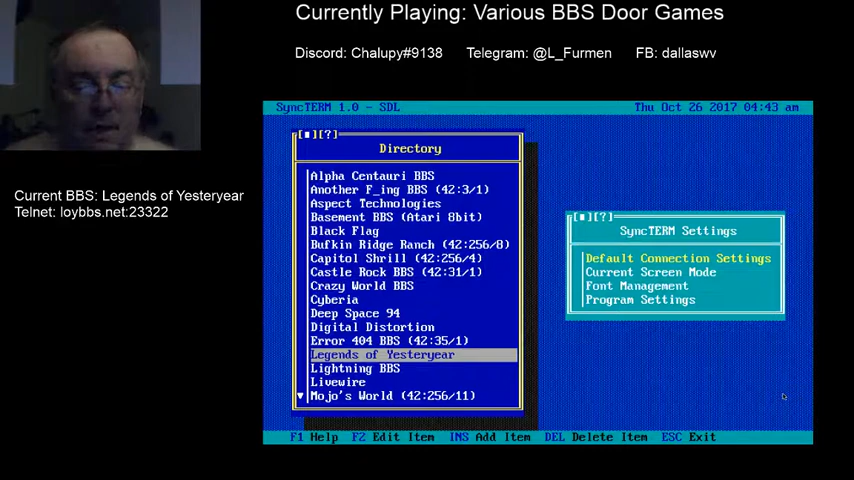 Currently Playing: Various BBS Door Games
Discord: Chalupy#9138 Telegram: @L_Furmen FB: dallaswv
SyncTERM 1.0 - SDL Thu Oct 26 2017 04:43 am
[■][?]
Directory
Alpha Centauri BBS
Another F_ing BBS (42:3/1)
Aspect Technologies
Basement BBS (Atari 8bit)
Black Flag
Bufkin Ridge Ranch (42:256/8)
Capitol Shrill (42:256/4)
Castle Rock BBS (42:31/1)
Crazy World BBS
Cyberia
Deep Space 94
Digital Distortion
Error 404 BBS (42:35/1)
Legends of Yesteryear
Lightning BBS
Livewire
Mojo's World (42:256/11)
[■][?]
SyncTERM Settings
Default Connection Settings
Current Screen Mode
Font Management
Program Settings
Current BBS: Legends of Yesteryear
Telnet: loybbs.net:23322
F1 Help F2 Edit Item INS Add Item DEL Delete Item ESC Exit